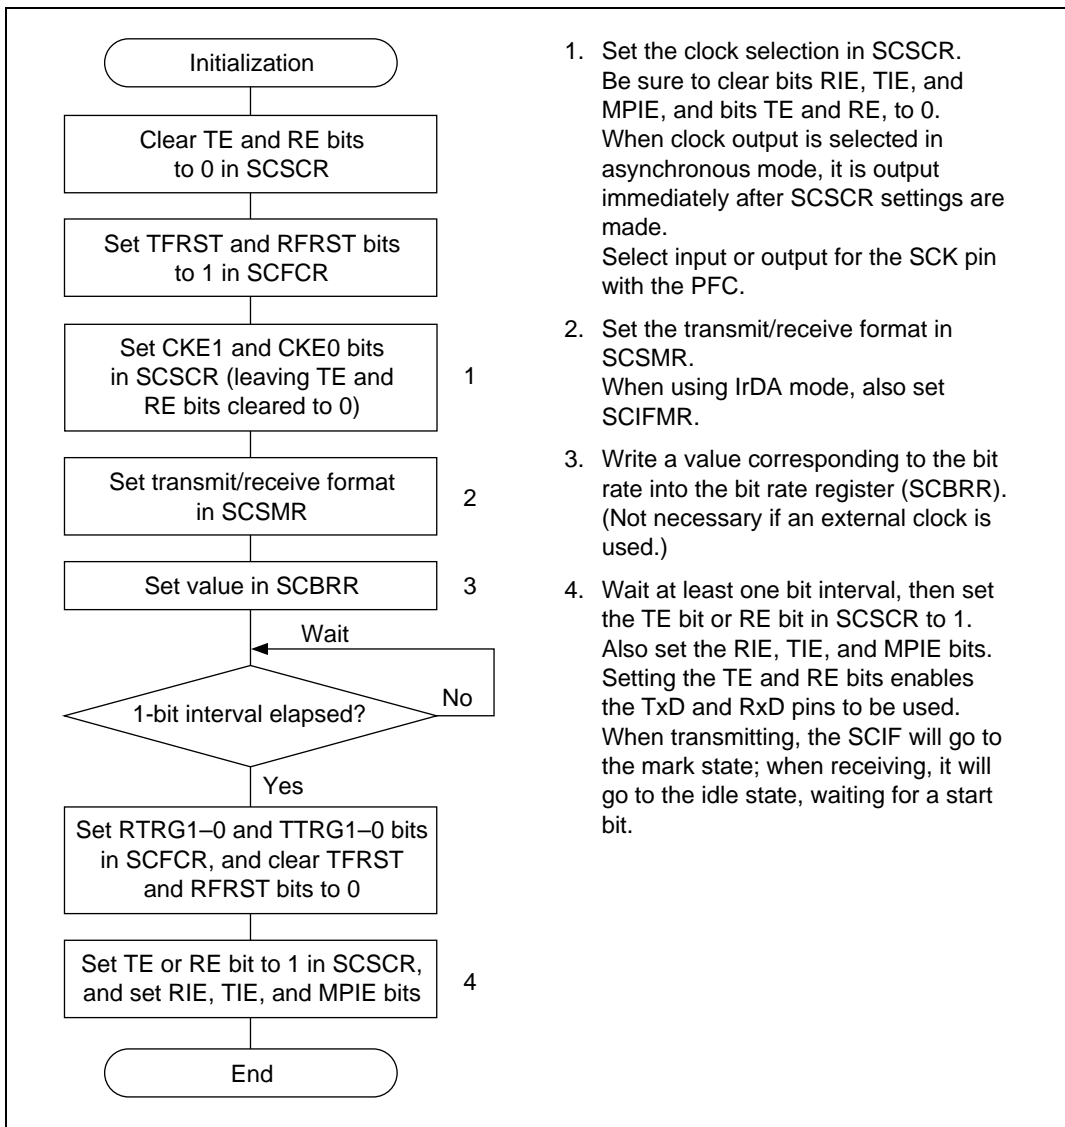 Initialization
Clear TE and RE bits
to 0 in SCSCR
Set TFRST and RFRST bits
to 1 in SCFCR
Set CKE1 and CKE0 bits
in SCSCR (leaving TE and
RE bits cleared to 0)
1
Set transmit/receive format
in SCSMR
2
Set value in SCBRR
3
Wait
1-bit interval elapsed?
No
Yes
Set RTRG1–0 and TTRG1–0 bits
in SCFCR, and clear TFRST
and RFRST bits to 0
Set TE or RE bit to 1 in SCSCR,
and set RIE, TIE, and MPIE bits
4
End
1. Set the clock selection in SCSCR.
Be sure to clear bits RIE, TIE, and
MPIE, and bits TE and RE, to 0.
When clock output is selected in
asynchronous mode, it is output
immediately after SCSCR settings are
made.
Select input or output for the SCK pin
with the PFC.
2. Set the transmit/receive format in
SCSMR.
When using IrDA mode, also set
SCIFMR.
3. Write a value corresponding to the bit
rate into the bit rate register (SCBRR).
(Not necessary if an external clock is
used.)
4. Wait at least one bit interval, then set
the TE bit or RE bit in SCSCR to 1.
Also set the RIE, TIE, and MPIE bits.
Setting the TE and RE bits enables
the TxD and RxD pins to be used.
When transmitting, the SCIF will go to
the mark state; when receiving, it will
go to the idle state, waiting for a start
bit.